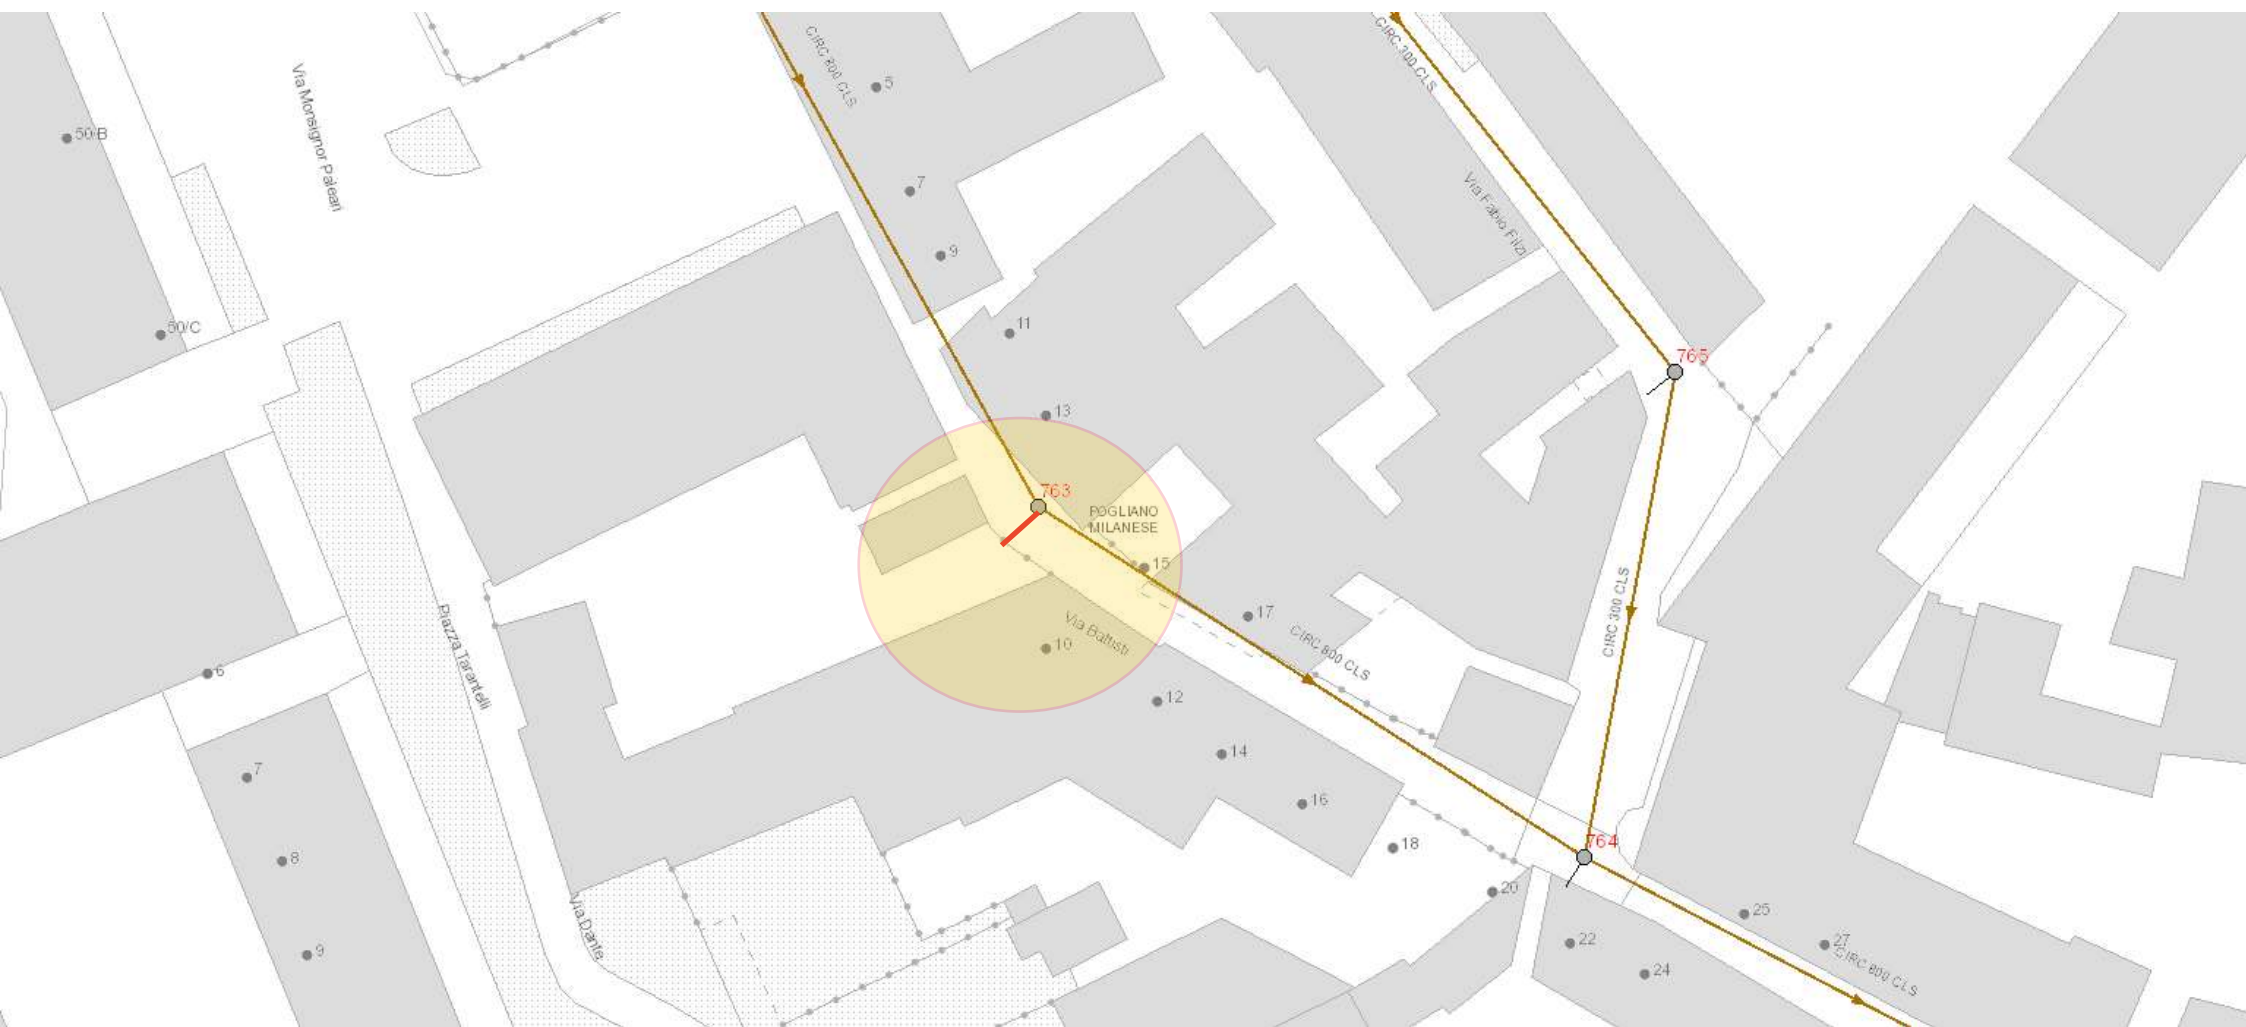 CIRC 800 CLS
5
CIRC 300 CLS
Via Monsignor Paleari
50/B
7
Via Fabio Filzi
9
50/C
11
765
13
763
POGLIANO
MILANESE
15
CIRC 300 CLS
17
Via Battisti
CIRC 800 CLS
10
Piazza Tarantelli
6
12
14
7
16
764
18
8
20
25
Via Dante
22
27
9
24
CIRC 800 CLS